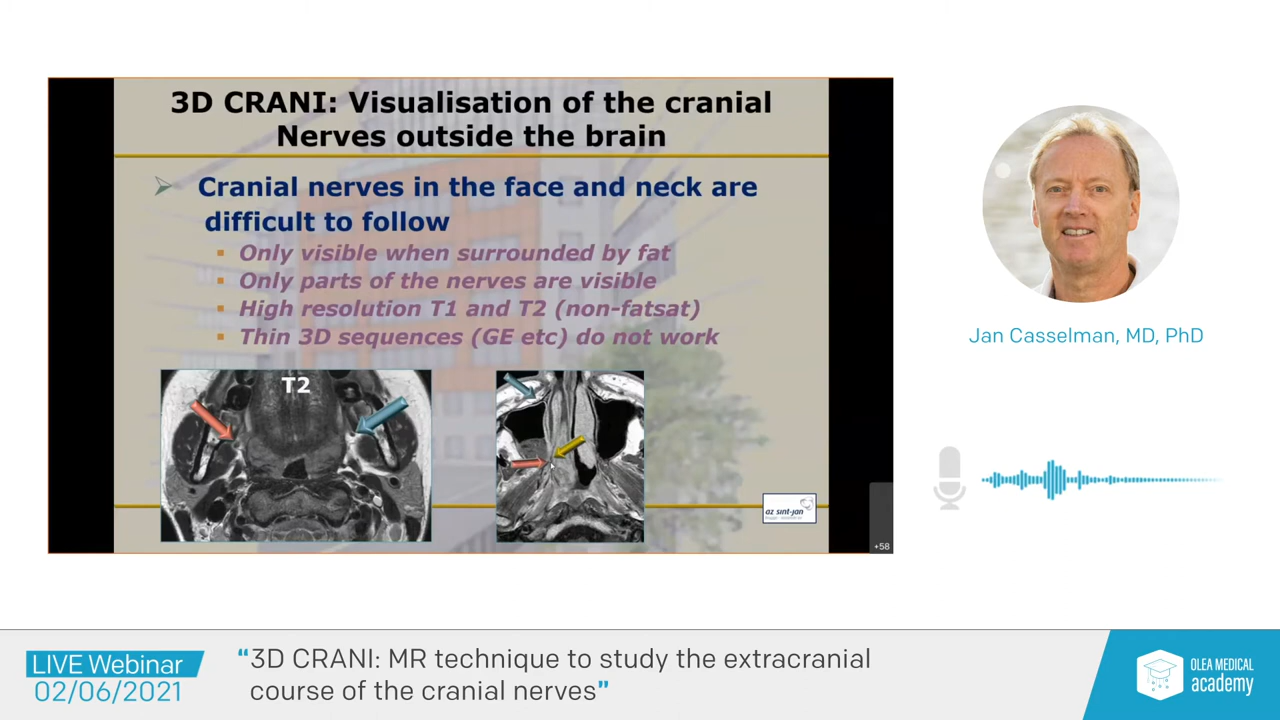 3D CRANI: Visualisation of the cranial
Nerves outside the brain
Cranial nerves in the face and neck are
difficult to follow
Only visible when surrounded by fat
Only parts of the nerves are visible
High resolution T1 and T2 (non-fatsat)
Thin 3D sequences (GE etc) do not work
T2
az sint-jan
+58
Jan Casselman, MD, PhD
LIVE Webinar
02/06/2021
“3D CRANI: MR technique to study the extracranial
course of the cranial nerves”
OLEA MEDICAL
academy